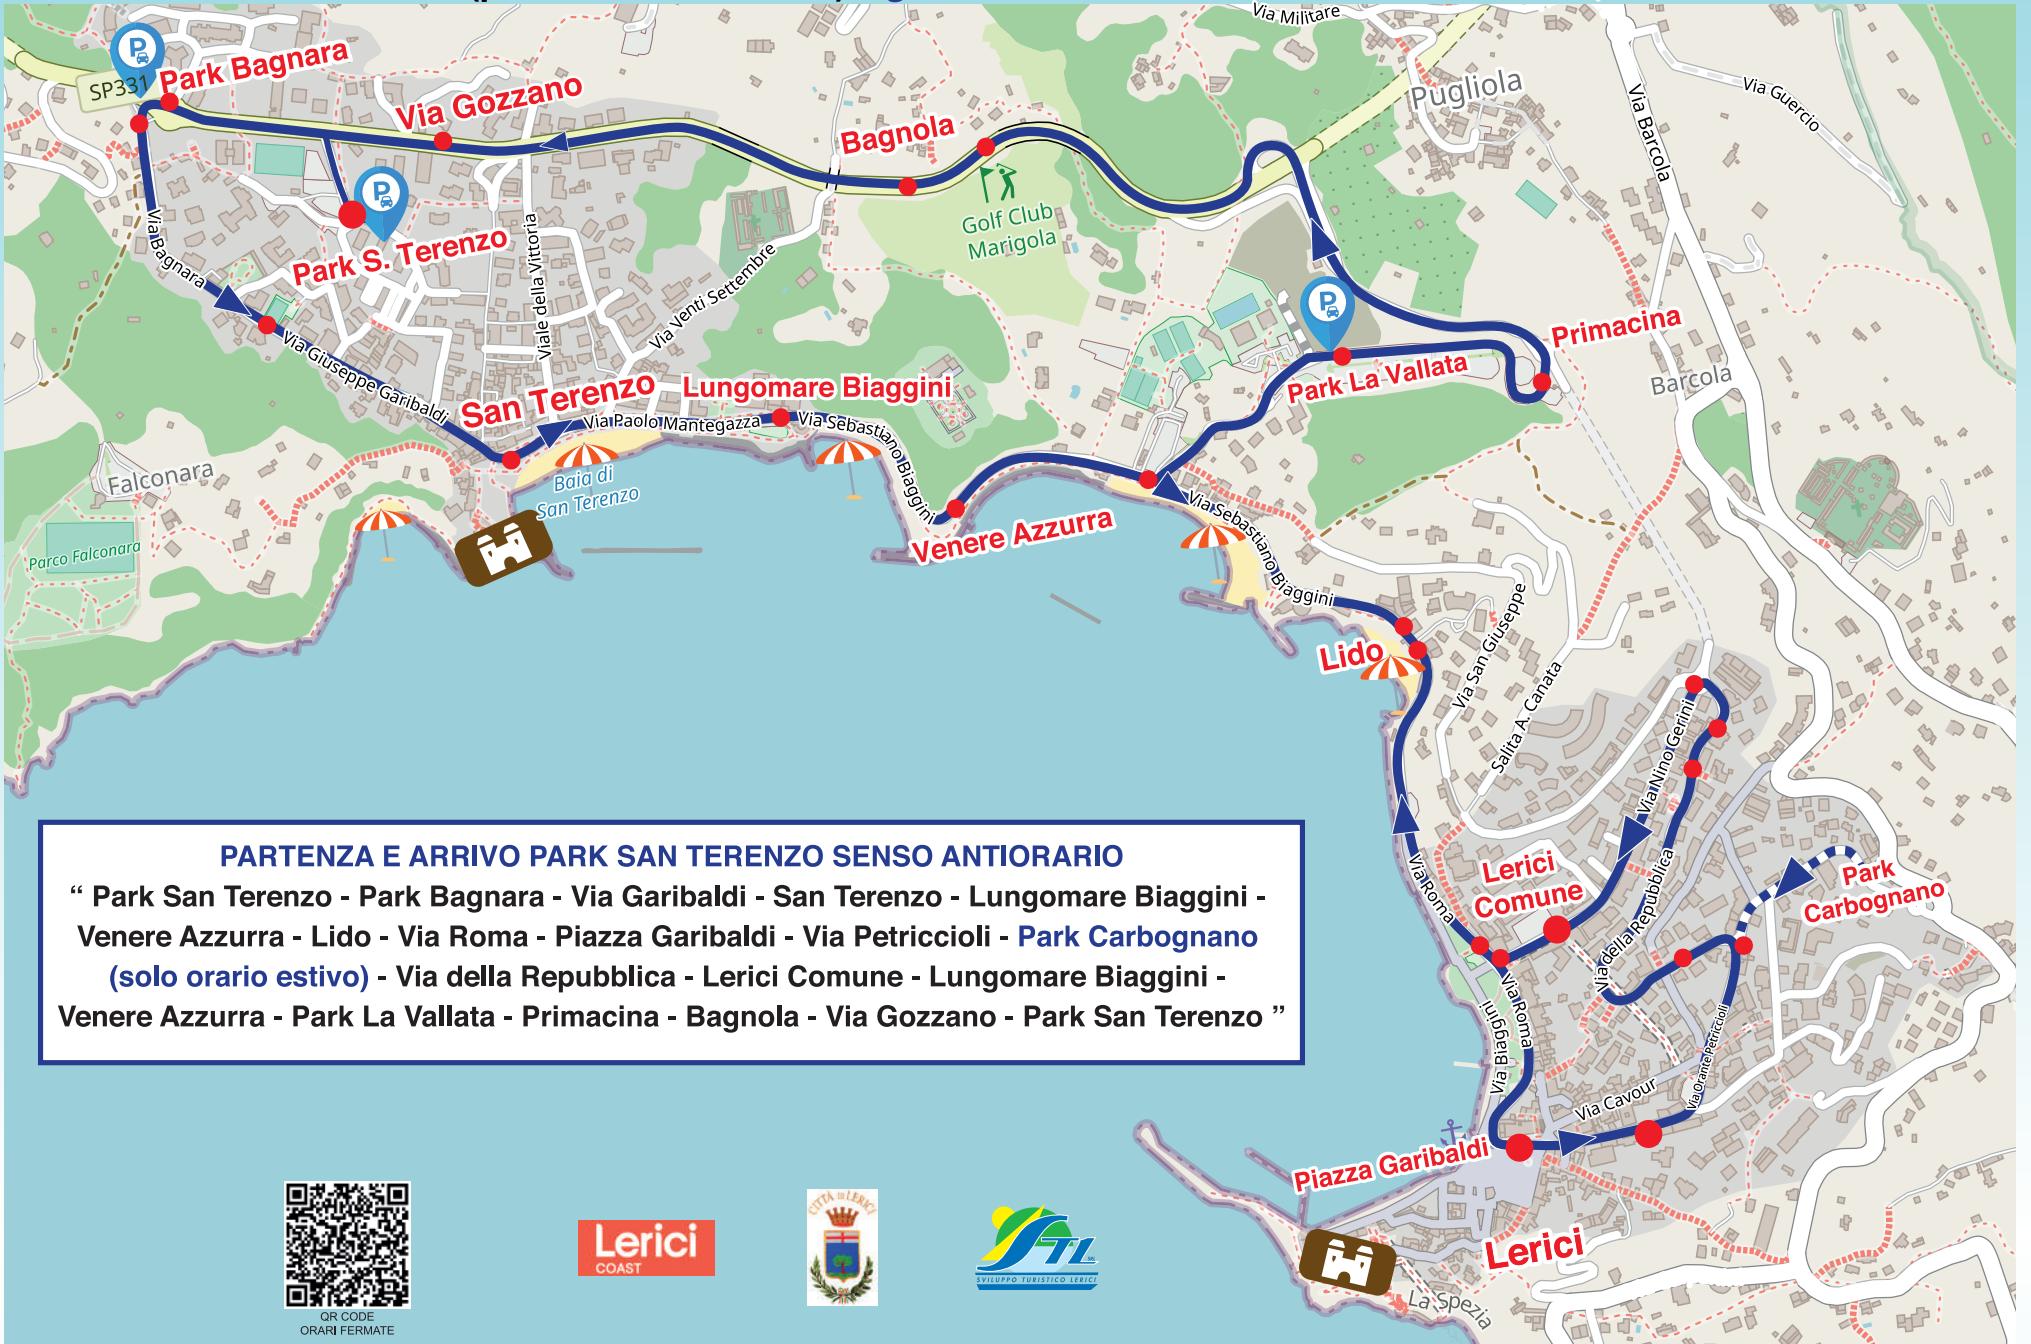 Via Militare
SP331
Park Bagnara
Via Gozzano
Bagnola
Pugliola
Via Barcola
Via Guercio
Golf Club
Marigola
Via Bagnara
Park S. Terenzo
Viale della Vittoria
Via Venti Settembre
Primacina
Park La Vallata
Barcola
Via Giuseppe Garibaldi
San Terenzo
Lungomare Biaggini
Via Paolo Mantegazza
Via Sebastiano Biaggini
Falconara
Baia di
San Terenzo
Parco Falconara
Venere Azzurra
Via Sebastiano Biaggini
Lido
Via San Giuseppe
Salita A. Canata
Via Nino Gerini
Via Roma
Lerici
Comune
Via della Repubblica
Park
Carbognano
Via Roma
Via Biaggini
Via Orante Petriccioli
Via Cavour
Piazza Garibaldi
Lerici
La Spezia
PARTENZA E ARRIVO PARK SAN TERENZO SENSO ANTIORARIO
“ Park San Terenzo - Park Bagnara - Via Garibaldi - San Terenzo - Lungomare Biaggini -
Venere Azzurra - Lido - Via Roma - Piazza Garibaldi - Via Petriccioli - Park Carbognano
(solo orario estivo) - Via della Repubblica - Lerici Comune - Lungomare Biaggini -
Venere Azzurra - Park La Vallata - Primacina - Bagnola - Via Gozzano - Park San Terenzo ”
QR CODE
ORARI FERMATE
Lerici
COAST
CITTÀ DI LERICI
STL
SVILUPPO TURISTICO LERICI
P
P
P